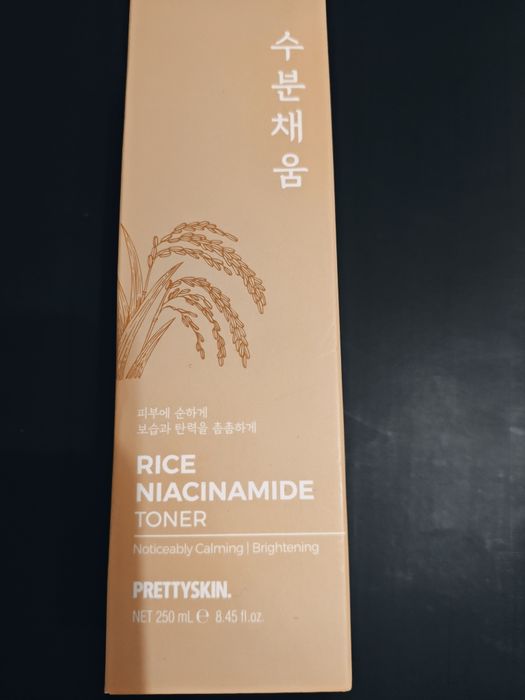 수분채움
피부에 순하게
보습과 탄력을 촘촘하게
RICE
NIACINAMIDE
TONER
Noticeably Calming | Brightening
PRETTYSKIN.
NET 250 mL ℮ 8.45 fl.oz.